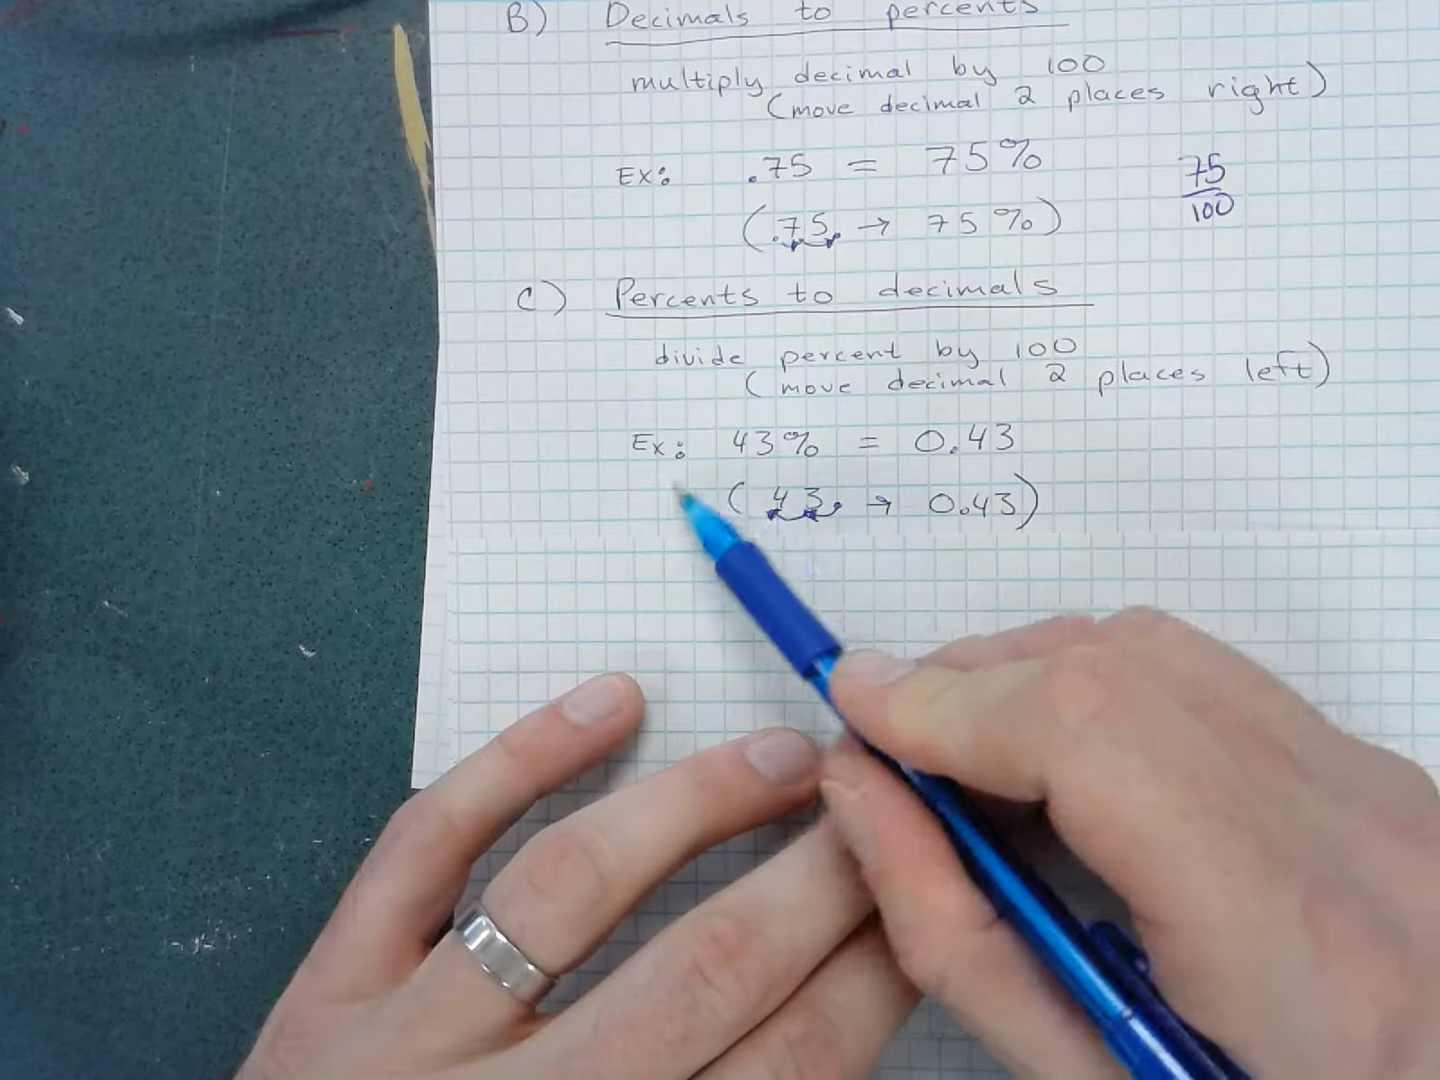 B) Decimals to percents
multiply decimal by 100
(move decimal 2 places right)
Ex: .75 = 75% 75/100
(.75. → 75%)
C) Percents to decimals
divide percent by 100
(move decimal 2 places left)
Ex: 43% = 0.43
(43. → 0.43)